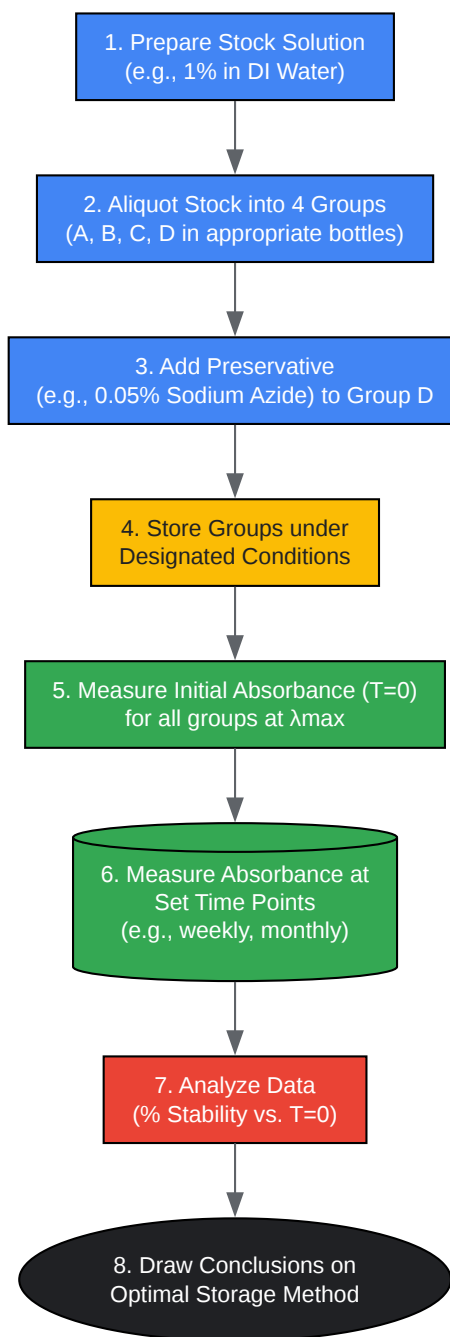 1. Prepare Stock Solution
(e.g., 1% in DI Water)
2. Aliquot Stock into 4 Groups
(A, B, C, D in appropriate bottles)
3. Add Preservative
(e.g., 0.05% Sodium Azide) to Group D
4. Store Groups under
Designated Conditions
5. Measure Initial Absorbance (T=0)
for all groups at λmax
6. Measure Absorbance at
Set Time Points
(e.g., weekly, monthly)
7. Analyze Data
(% Stability vs. T=0)
8. Draw Conclusions on
Optimal Storage Method